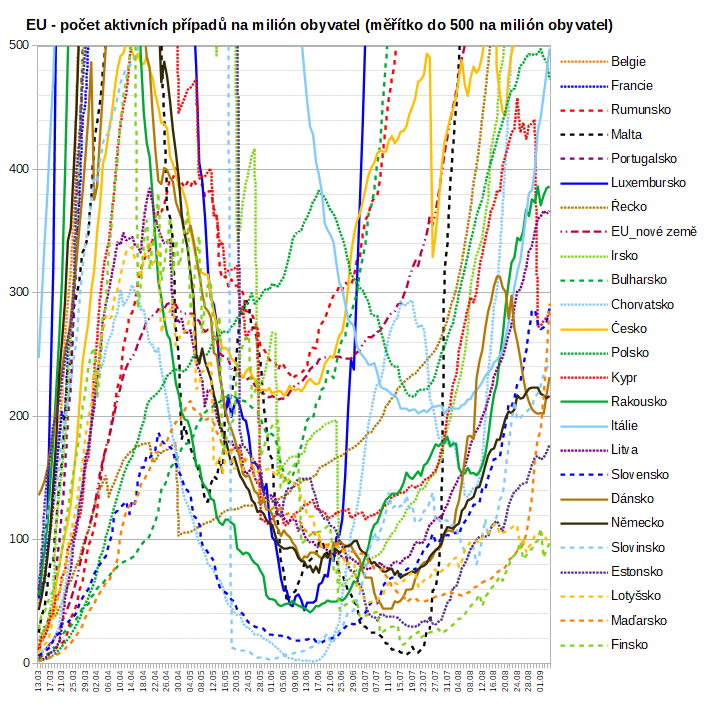 EU - počet aktivních případů na milión obyvatel (měřítko do 500 na milión obyvatel)
500
400
300
200
100
0
Belgie
Francie
Rumunsko
Malta
Portugalsko
Luxembursko
Řecko
EU_nové země
Irsko
Bulharsko
Chorvatsko
Česko
Polsko
Kypr
Rakousko
Itálie
Litva
Slovensko
Dánsko
Německo
Slovinsko
Estonsko
Lotyšsko
Maďarsko
Finsko
13.03 17.03 21.03 25.03 29.03 02.04 06.04 10.04 14.04 18.04 22.04 26.04 30.04 04.05 08.05 12.05 16.05 20.05 24.05 28.05 01.06 05.06 09.06 13.06 17.06 21.06 25.06 29.06 03.07 07.07 11.07 15.07 19.07 23.07 27.07 31.07 04.08 08.08 12.08 16.08 20.08 24.08 28.08 01.09